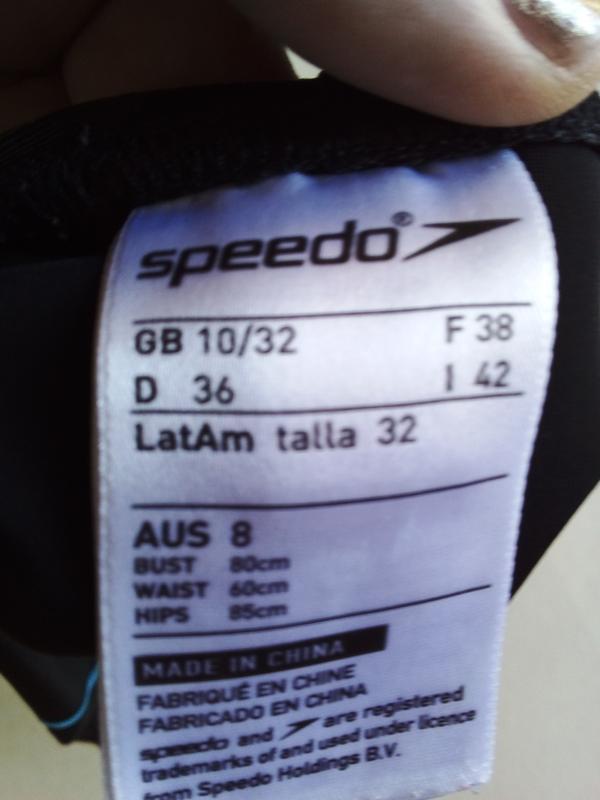 speedo®
GB 10/32 F 38
D 36 I 42
LatAm talla 32
AUS 8
BUST 80cm
WAIST 60cm
HIPS 85cm
MADE IN CHINA
FABRIQUÉ EN CHINE
FABRICADO EN CHINA
speedo and are registered
trademarks of and used under licence
from Speedo Holdings B.V.